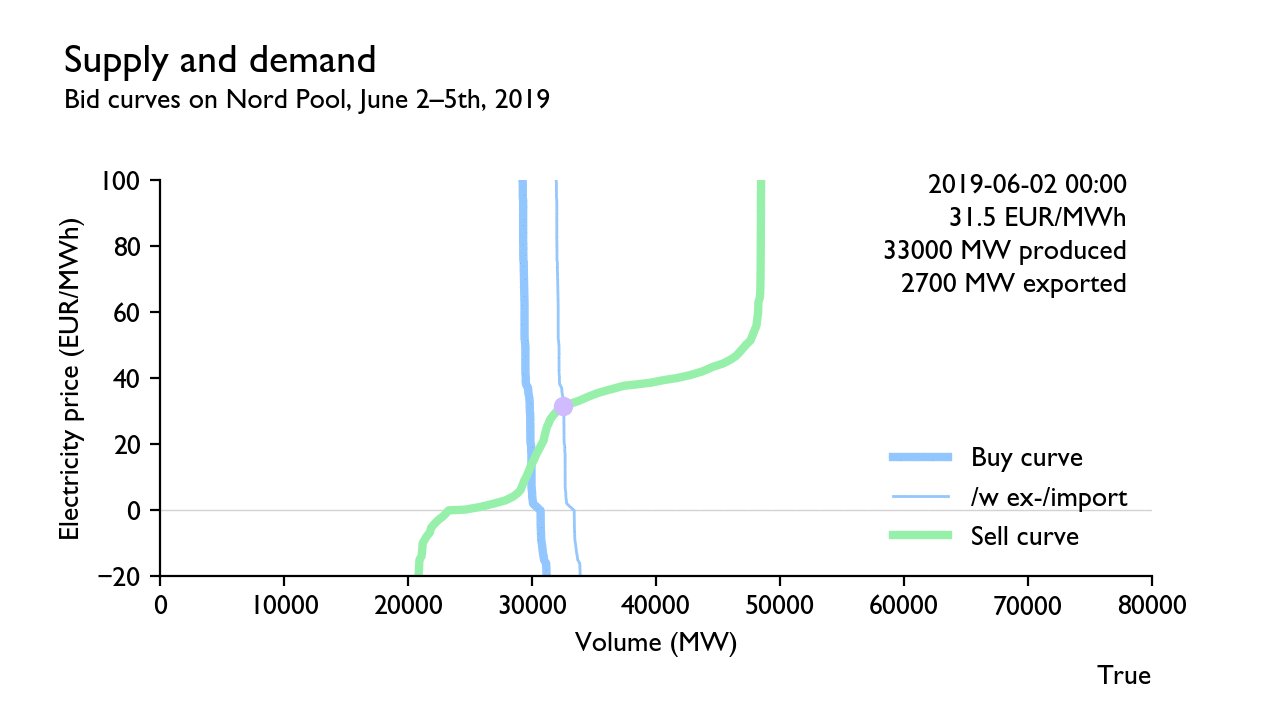 Supply and demand
Bid curves on Nord Pool, June 2–5th, 2019
2019-06-02 00:00
31.5 EUR/MWh
33000 MW produced
2700 MW exported
Electricity price (EUR/MWh)
100
80
60
40
20
0
−20
Buy curve
/w ex-/import
Sell curve
0 10000 20000 30000 40000 50000 60000 70000 80000
Volume (MW)
True